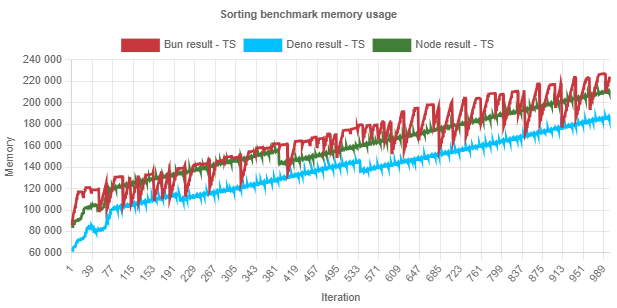 Sorting benchmark memory usage
Bun result - TS Deno result - TS Node result - TS
240 000
220 000
200 000
180 000
160 000
140 000
120 000
100 000
80 000
60 000
Memory
1 39 77 115 153 191 229 267 305 343 381 419 457 495 533 571 609 647 685 723 761 799 837 875 913 951 989
Iteration